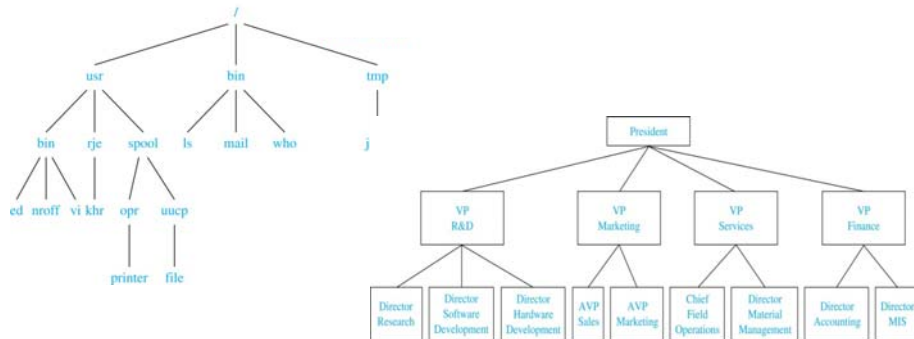 /
usr bin tmp
bin rje spool ls mail who j
ed nroff vi khr opr uucp
printer file
President
VP
R&D
VP
Marketing
VP
Services
VP
Finance
Director
Research
Director
Software
Development
Director
Hardware
Development
AVP
Sales
AVP
Marketing
Chief
Field
Operations
Director
Material
Management
Director
Accounting
Director
MIS